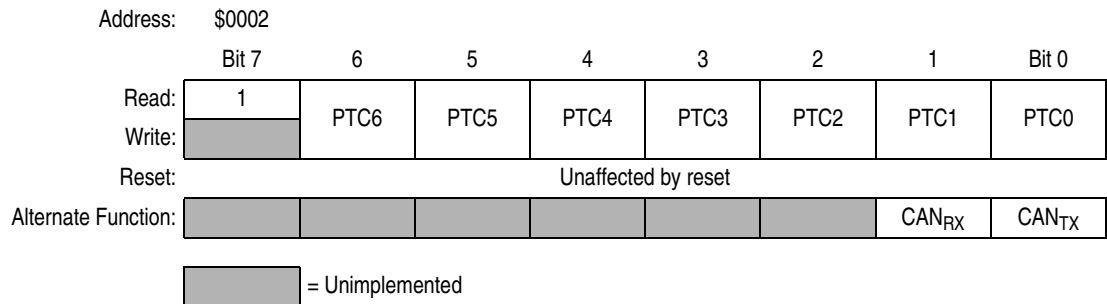 Address: $0002
Bit 7 6 5 4 3 2 1 Bit 0
Read: 1 PTC6 PTC5 PTC4 PTC3 PTC2 PTC1 PTC0
Write:
Reset: Unaffected by reset
Alternate Function: CANRX CANTX
= Unimplemented